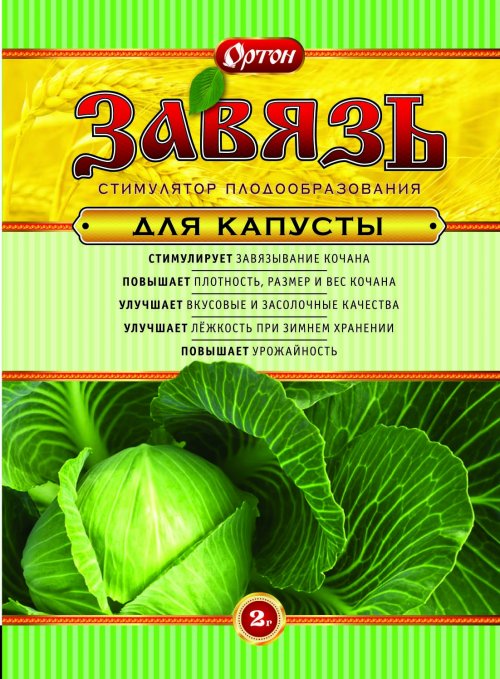 Ортон
ЗАВЯЗЬ
СТИМУЛЯТОР ПЛОДООБРАЗОВАНИЯ
ДЛЯ КАПУСТЫ
СТИМУЛИРУЕТ ЗАВЯЗЫВАНИЕ КОЧАНА
ПОВЫШАЕТ ПЛОТНОСТЬ, РАЗМЕР И ВЕС КОЧАНА
УЛУЧШАЕТ ВКУСОВЫЕ И ЗАСОЛОЧНЫЕ КАЧЕСТВА
УЛУЧШАЕТ ЛЁЖКОСТЬ ПРИ ЗИМНЕМ ХРАНЕНИИ
ПОВЫШАЕТ УРОЖАЙНОСТЬ
2г